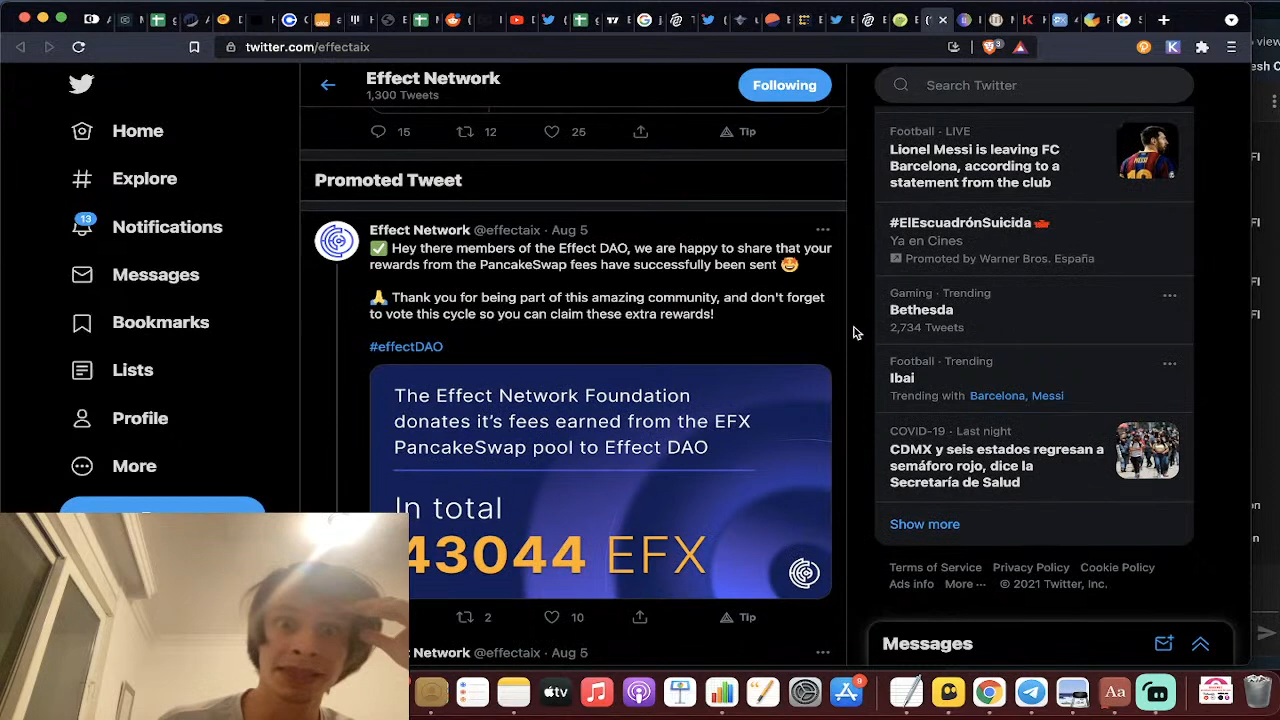 twitter.com/effectaix
3
Effect Network
1,300 Tweets
Following
15
12
25
Tip
Home
Explore
13
Notifications
Messages
Bookmarks
Lists
Profile
More
Promoted Tweet
Effect Network @effectaix · Aug 5
✅ Hey there members of the Effect DAO, we are happy to share that your
rewards from the PancakeSwap fees have successfully been sent 🤩
🙏 Thank you for being part of this amazing community, and don't forget
to vote this cycle so you can claim these extra rewards!
#effectDAO
The Effect Network Foundation
donates it's fees earned from the EFX
PancakeSwap pool to Effect DAO
In total
43044 EFX
2
10
Tip
Network @effectaix · Aug 5
Search Twitter
Football · LIVE
Lionel Messi is leaving FC
Barcelona, according to a
statement from the club
#ElEscuadrónSuicida
Ya en Cines
Promoted by Warner Bros. España
Gaming · Trending
Bethesda
2,734 Tweets
Football · Trending
Ibai
Trending with Barcelona, Messi
COVID-19 · Last night
CDMX y seis estados regresan a
semáforo rojo, dice la
Secretaría de Salud
Show more
Terms of Service Privacy Policy Cookie Policy
Ads info More ··· © 2021 Twitter, Inc.
Messages
tv
9
Aa